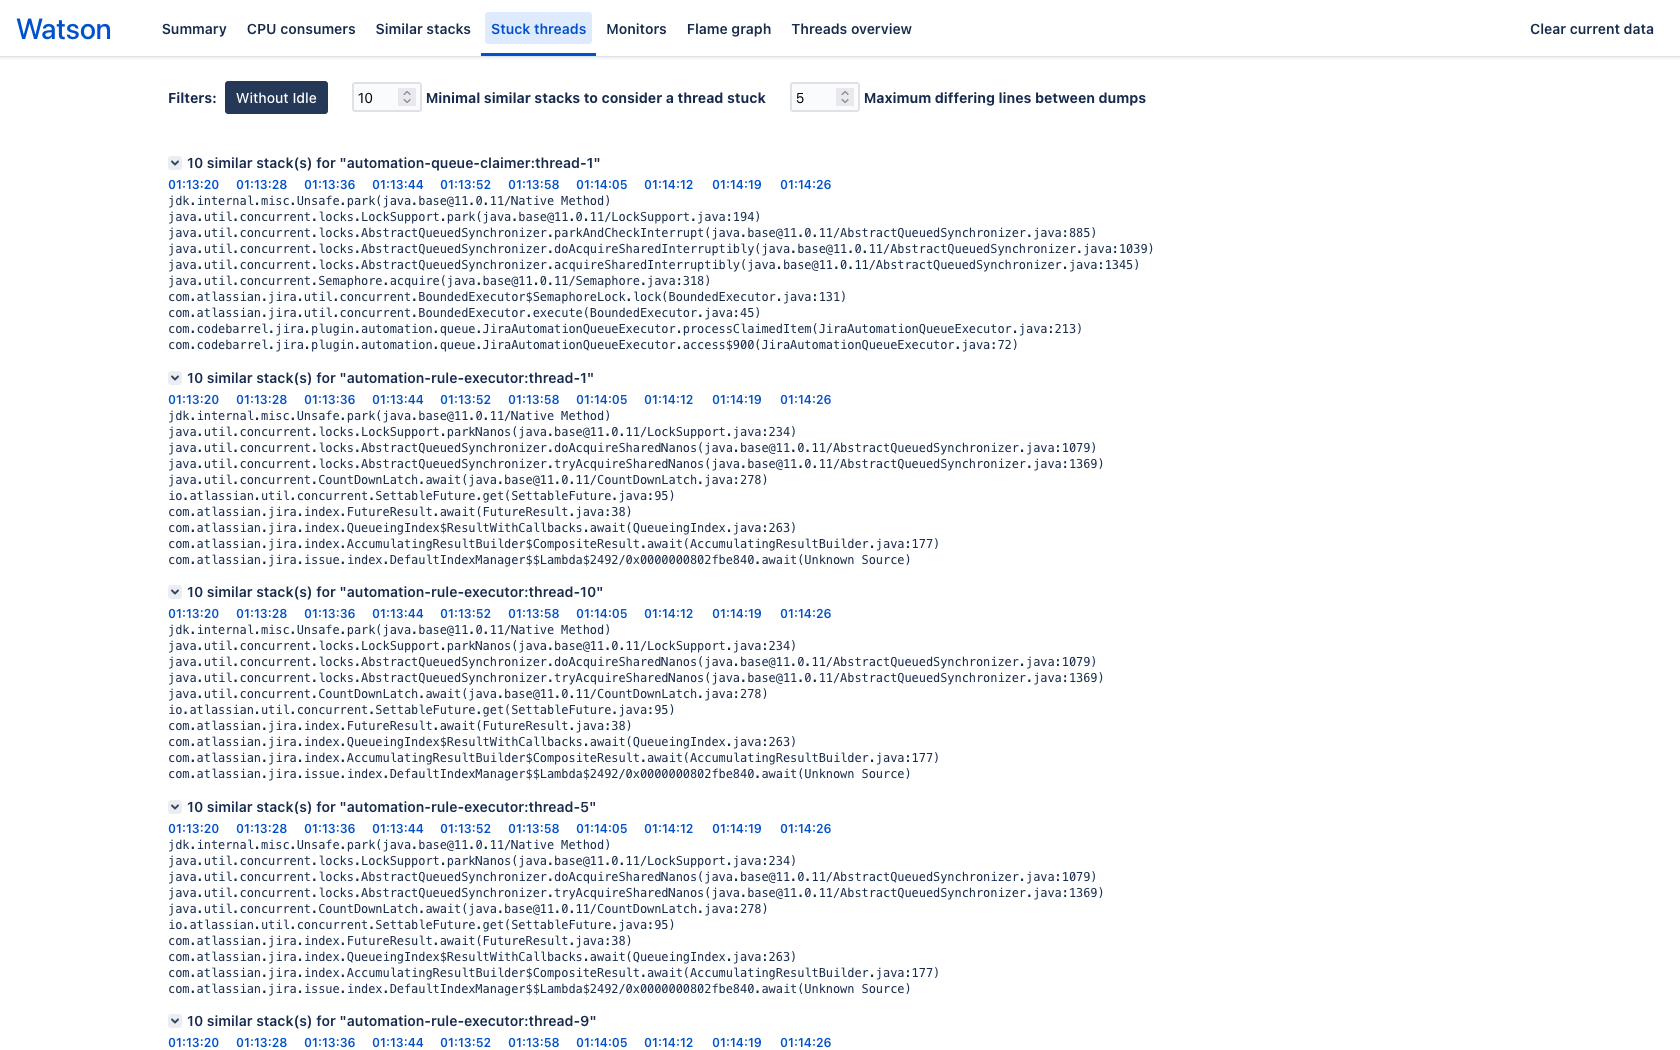 Watson
Summary CPU consumers Similar stacks Stuck threads Monitors Flame graph Threads overview Clear current data
Filters: Without Idle 10 Minimal similar stacks to consider a thread stuck 5 Maximum differing lines between dumps
10 similar stack(s) for "automation-queue-claimer:thread-1"
01:13:20 01:13:28 01:13:36 01:13:44 01:13:52 01:13:58 01:14:05 01:14:12 01:14:19 01:14:26
jdk.internal.misc.Unsafe.park(java.base@11.0.11/Native Method)
java.util.concurrent.locks.LockSupport.park(java.base@11.0.11/LockSupport.java:194)
java.util.concurrent.locks.AbstractQueuedSynchronizer.parkAndCheckInterrupt(java.base@11.0.11/AbstractQueuedSynchronizer.java:885)
java.util.concurrent.locks.AbstractQueuedSynchronizer.doAcquireSharedInterruptibly(java.base@11.0.11/AbstractQueuedSynchronizer.java:1039)
java.util.concurrent.locks.AbstractQueuedSynchronizer.acquireSharedInterruptibly(java.base@11.0.11/AbstractQueuedSynchronizer.java:1345)
java.util.concurrent.Semaphore.acquire(java.base@11.0.11/Semaphore.java:318)
com.atlassian.jira.util.concurrent.BoundedExecutor$SemaphoreLock.lock(BoundedExecutor.java:131)
com.atlassian.jira.util.concurrent.BoundedExecutor.execute(BoundedExecutor.java:45)
com.codebarrel.jira.plugin.automation.queue.JiraAutomationQueueExecutor.processClaimedItem(JiraAutomationQueueExecutor.java:213)
com.codebarrel.jira.plugin.automation.queue.JiraAutomationQueueExecutor.access$900(JiraAutomationQueueExecutor.java:72)
10 similar stack(s) for "automation-rule-executor:thread-1"
01:13:20 01:13:28 01:13:36 01:13:44 01:13:52 01:13:58 01:14:05 01:14:12 01:14:19 01:14:26
jdk.internal.misc.Unsafe.park(java.base@11.0.11/Native Method)
java.util.concurrent.locks.LockSupport.parkNanos(java.base@11.0.11/LockSupport.java:234)
java.util.concurrent.locks.AbstractQueuedSynchronizer.doAcquireSharedNanos(java.base@11.0.11/AbstractQueuedSynchronizer.java:1079)
java.util.concurrent.locks.AbstractQueuedSynchronizer.tryAcquireSharedNanos(java.base@11.0.11/AbstractQueuedSynchronizer.java:1369)
java.util.concurrent.CountDownLatch.await(java.base@11.0.11/CountDownLatch.java:278)
io.atlassian.util.concurrent.SettableFuture.get(SettableFuture.java:95)
com.atlassian.jira.index.FutureResult.await(FutureResult.java:38)
com.atlassian.jira.index.QueueingIndex$ResultWithCallbacks.await(QueueingIndex.java:263)
com.atlassian.jira.index.AccumulatingResultBuilder$CompositeResult.await(AccumulatingResultBuilder.java:177)
com.atlassian.jira.issue.index.DefaultIndexManager$$Lambda$2492/0x0000000802fbe840.await(Unknown Source)
10 similar stack(s) for "automation-rule-executor:thread-10"
01:13:20 01:13:28 01:13:36 01:13:44 01:13:52 01:13:58 01:14:05 01:14:12 01:14:19 01:14:26
jdk.internal.misc.Unsafe.park(java.base@11.0.11/Native Method)
java.util.concurrent.locks.LockSupport.parkNanos(java.base@11.0.11/LockSupport.java:234)
java.util.concurrent.locks.AbstractQueuedSynchronizer.doAcquireSharedNanos(java.base@11.0.11/AbstractQueuedSynchronizer.java:1079)
java.util.concurrent.locks.AbstractQueuedSynchronizer.tryAcquireSharedNanos(java.base@11.0.11/AbstractQueuedSynchronizer.java:1369)
java.util.concurrent.CountDownLatch.await(java.base@11.0.11/CountDownLatch.java:278)
io.atlassian.util.concurrent.SettableFuture.get(SettableFuture.java:95)
com.atlassian.jira.index.FutureResult.await(FutureResult.java:38)
com.atlassian.jira.index.QueueingIndex$ResultWithCallbacks.await(QueueingIndex.java:263)
com.atlassian.jira.index.AccumulatingResultBuilder$CompositeResult.await(AccumulatingResultBuilder.java:177)
com.atlassian.jira.issue.index.DefaultIndexManager$$Lambda$2492/0x0000000802fbe840.await(Unknown Source)
10 similar stack(s) for "automation-rule-executor:thread-5"
01:13:20 01:13:28 01:13:36 01:13:44 01:13:52 01:13:58 01:14:05 01:14:12 01:14:19 01:14:26
jdk.internal.misc.Unsafe.park(java.base@11.0.11/Native Method)
java.util.concurrent.locks.LockSupport.parkNanos(java.base@11.0.11/LockSupport.java:234)
java.util.concurrent.locks.AbstractQueuedSynchronizer.doAcquireSharedNanos(java.base@11.0.11/AbstractQueuedSynchronizer.java:1079)
java.util.concurrent.locks.AbstractQueuedSynchronizer.tryAcquireSharedNanos(java.base@11.0.11/AbstractQueuedSynchronizer.java:1369)
java.util.concurrent.CountDownLatch.await(java.base@11.0.11/CountDownLatch.java:278)
io.atlassian.util.concurrent.SettableFuture.get(SettableFuture.java:95)
com.atlassian.jira.index.FutureResult.await(FutureResult.java:38)
com.atlassian.jira.index.QueueingIndex$ResultWithCallbacks.await(QueueingIndex.java:263)
com.atlassian.jira.index.AccumulatingResultBuilder$CompositeResult.await(AccumulatingResultBuilder.java:177)
com.atlassian.jira.issue.index.DefaultIndexManager$$Lambda$2492/0x0000000802fbe840.await(Unknown Source)
10 similar stack(s) for "automation-rule-executor:thread-9"
01:13:20 01:13:28 01:13:36 01:13:44 01:13:52 01:13:58 01:14:05 01:14:12 01:14:19 01:14:26